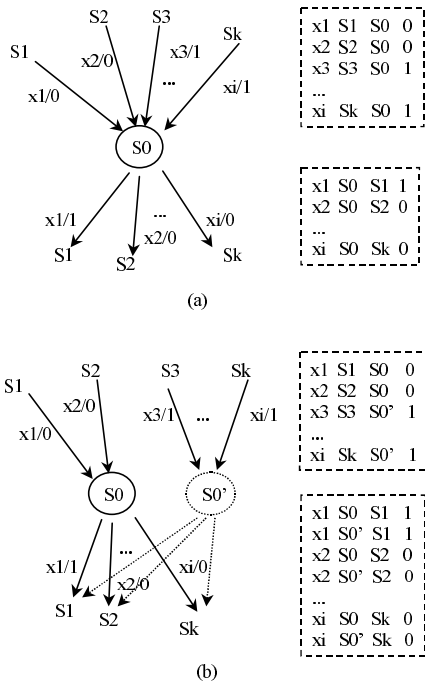 S2 S3 Sk
S1
x2/0 x3/1
x1/0 ... xi/1
S0
x1/1 ... xi/0
x2/0
S1 S2 Sk
x1 S1 S0 0
x2 S2 S0 0
x3 S3 S0 1
...
xi Sk S0 1
x1 S0 S1 1
x2 S0 S2 0
...
xi S0 Sk 0
(a)
S1 S2 S3 Sk
x1/0 x2/0 x3/1 ... xi/1
S0 S0'
x1/1 ... x2/0 xi/0
S1 S2 Sk
x1 S1 S0 0
x2 S2 S0 0
x3 S3 S0' 1
...
xi Sk S0' 1
x1 S0 S1 1
x1 S0' S1 1
x2 S0 S2 0
x2 S0' S2 0
...
xi S0 Sk 0
xi S0' Sk 0
(b)